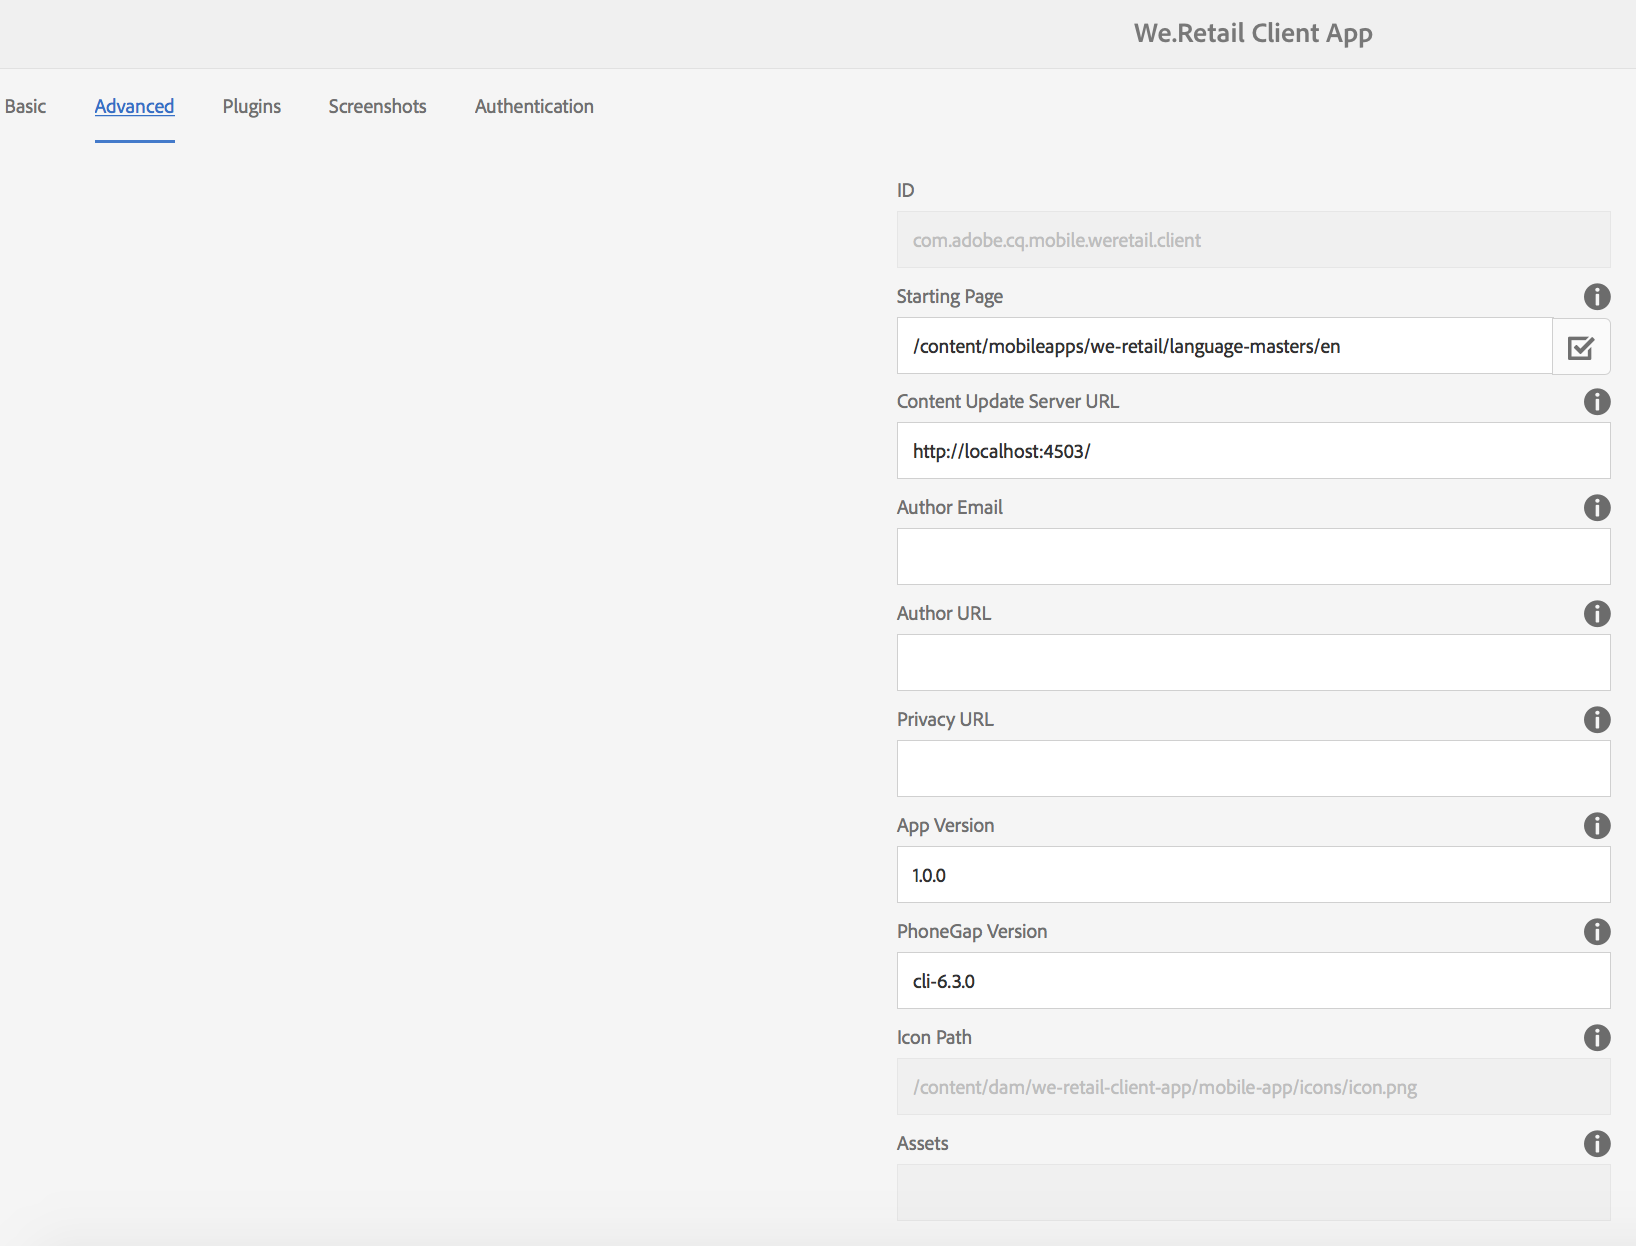 We.Retail Client App
Basic Advanced Plugins Screenshots Authentication
ID
com.adobe.cq.mobile.weretail.client
Starting Page
/content/mobileapps/we-retail/language-masters/en
Content Update Server URL
http://localhost:4503/
Author Email
Author URL
Privacy URL
App Version
1.0.0
PhoneGap Version
cli-6.3.0
Icon Path
/content/dam/we-retail-client-app/mobile-app/icons/icon.png
Assets